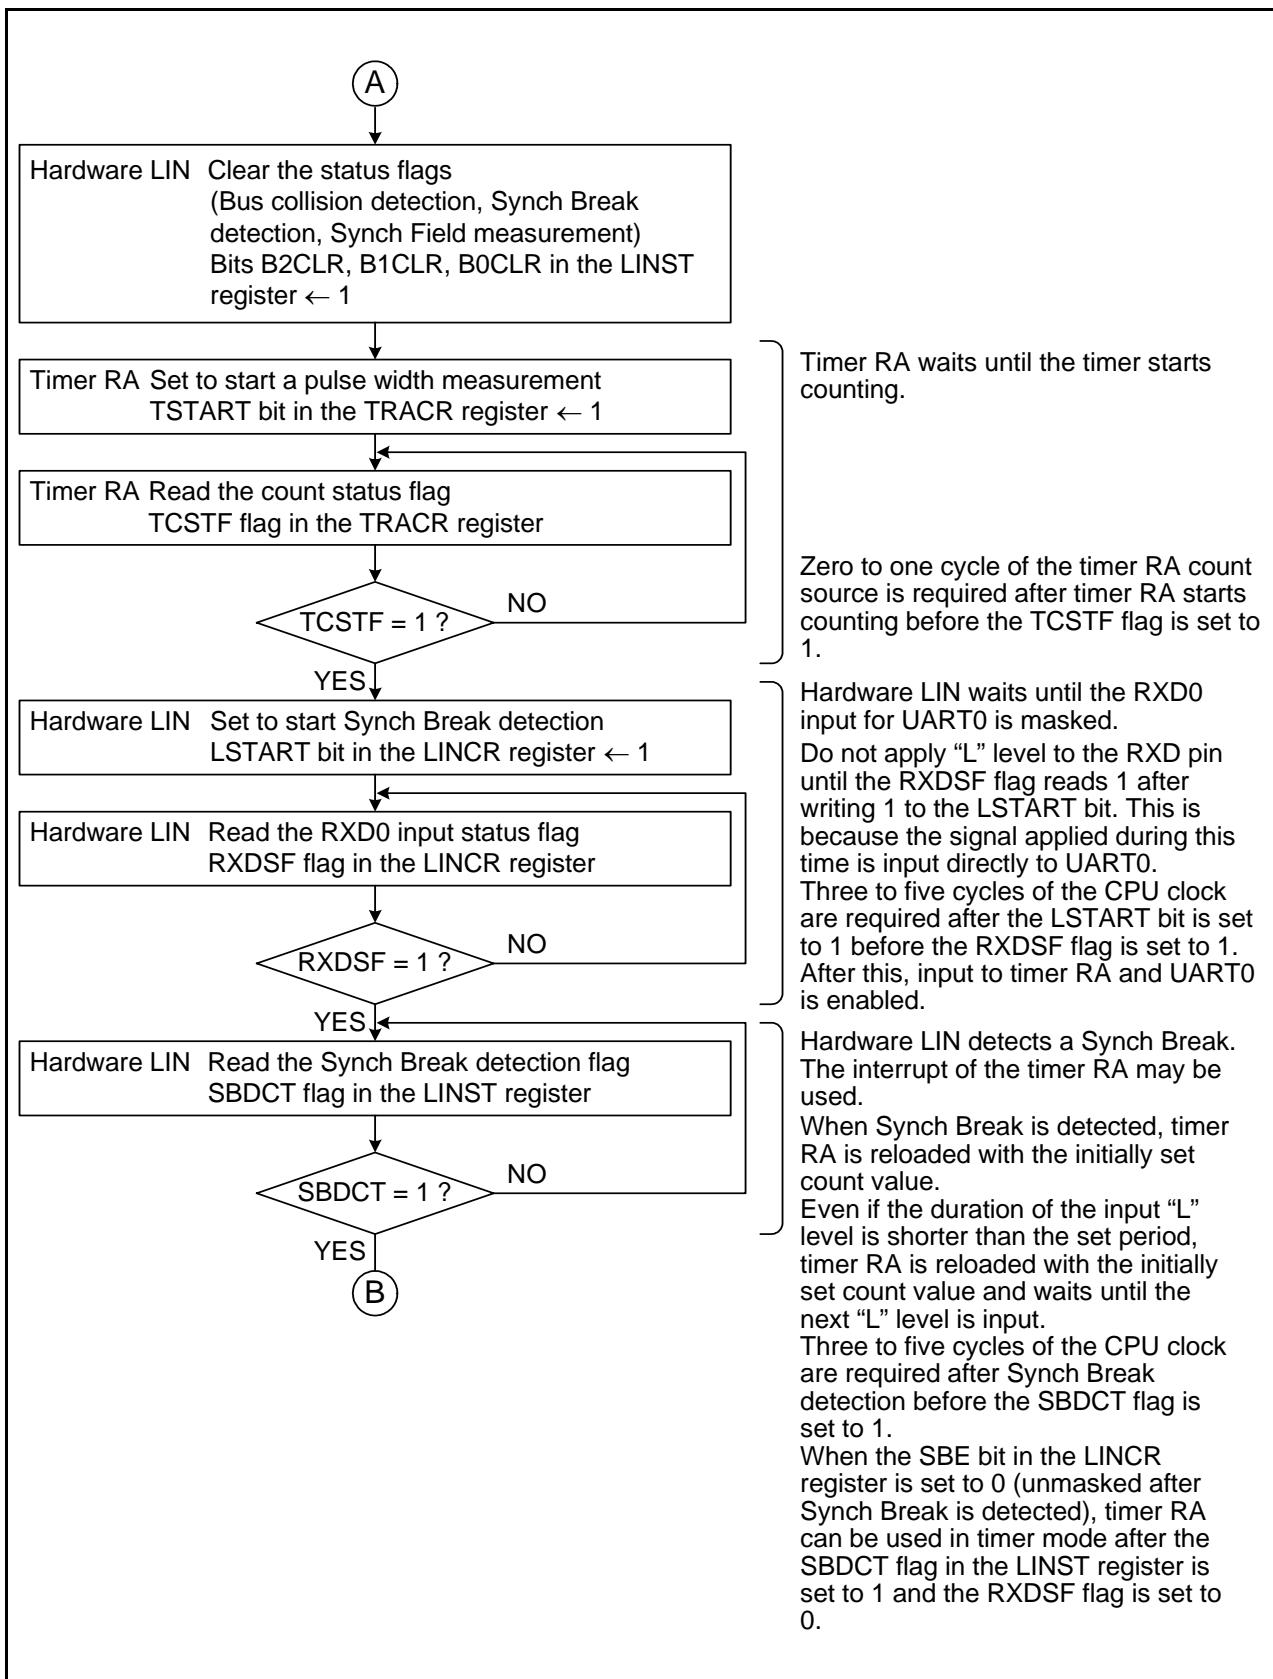 A
Hardware LIN Clear the status flags
(Bus collision detection, Synch Break
detection, Synch Field measurement)
Bits B2CLR, B1CLR, B0CLR in the LINST
register ← 1
Timer RA Set to start a pulse width measurement
TSTART bit in the TRACR register ← 1
Timer RA waits until the timer starts
counting.
Timer RA Read the count status flag
TCSTF flag in the TRACR register
TCSTF = 1 ?
NO
YES
Zero to one cycle of the timer RA count
source is required after timer RA starts
counting before the TCSTF flag is set to
1.
Hardware LIN Set to start Synch Break detection
LSTART bit in the LINCR register ← 1
Hardware LIN Read the RXD0 input status flag
RXDSF flag in the LINCR register
RXDSF = 1 ?
NO
YES
Hardware LIN waits until the RXD0
input for UART0 is masked.
Do not apply “L” level to the RXD pin
until the RXDSF flag reads 1 after
writing 1 to the LSTART bit. This is
because the signal applied during this
time is input directly to UART0.
Three to five cycles of the CPU clock
are required after the LSTART bit is set
to 1 before the RXDSF flag is set to 1.
After this, input to timer RA and UART0
is enabled.
Hardware LIN Read the Synch Break detection flag
SBDCT flag in the LINST register
SBDCT = 1 ?
NO
YES
B
Hardware LIN detects a Synch Break.
The interrupt of the timer RA may be
used.
When Synch Break is detected, timer
RA is reloaded with the initially set
count value.
Even if the duration of the input “L”
level is shorter than the set period,
timer RA is reloaded with the initially
set count value and waits until the
next “L” level is input.
Three to five cycles of the CPU clock
are required after Synch Break
detection before the SBDCT flag is
set to 1.
When the SBE bit in the LINCR
register is set to 0 (unmasked after
Synch Break is detected), timer RA
can be used in timer mode after the
SBDCT flag in the LINST register is
set to 1 and the RXDSF flag is set to
0.